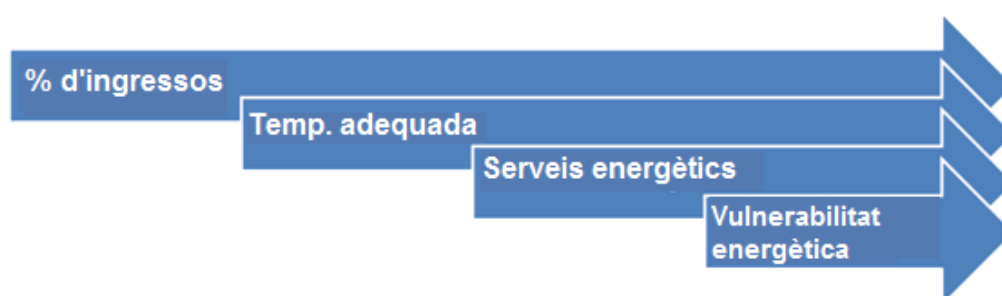 % d'ingressos
Temp. adequada
Serveis energètics
Vulnerabilitat
energètica